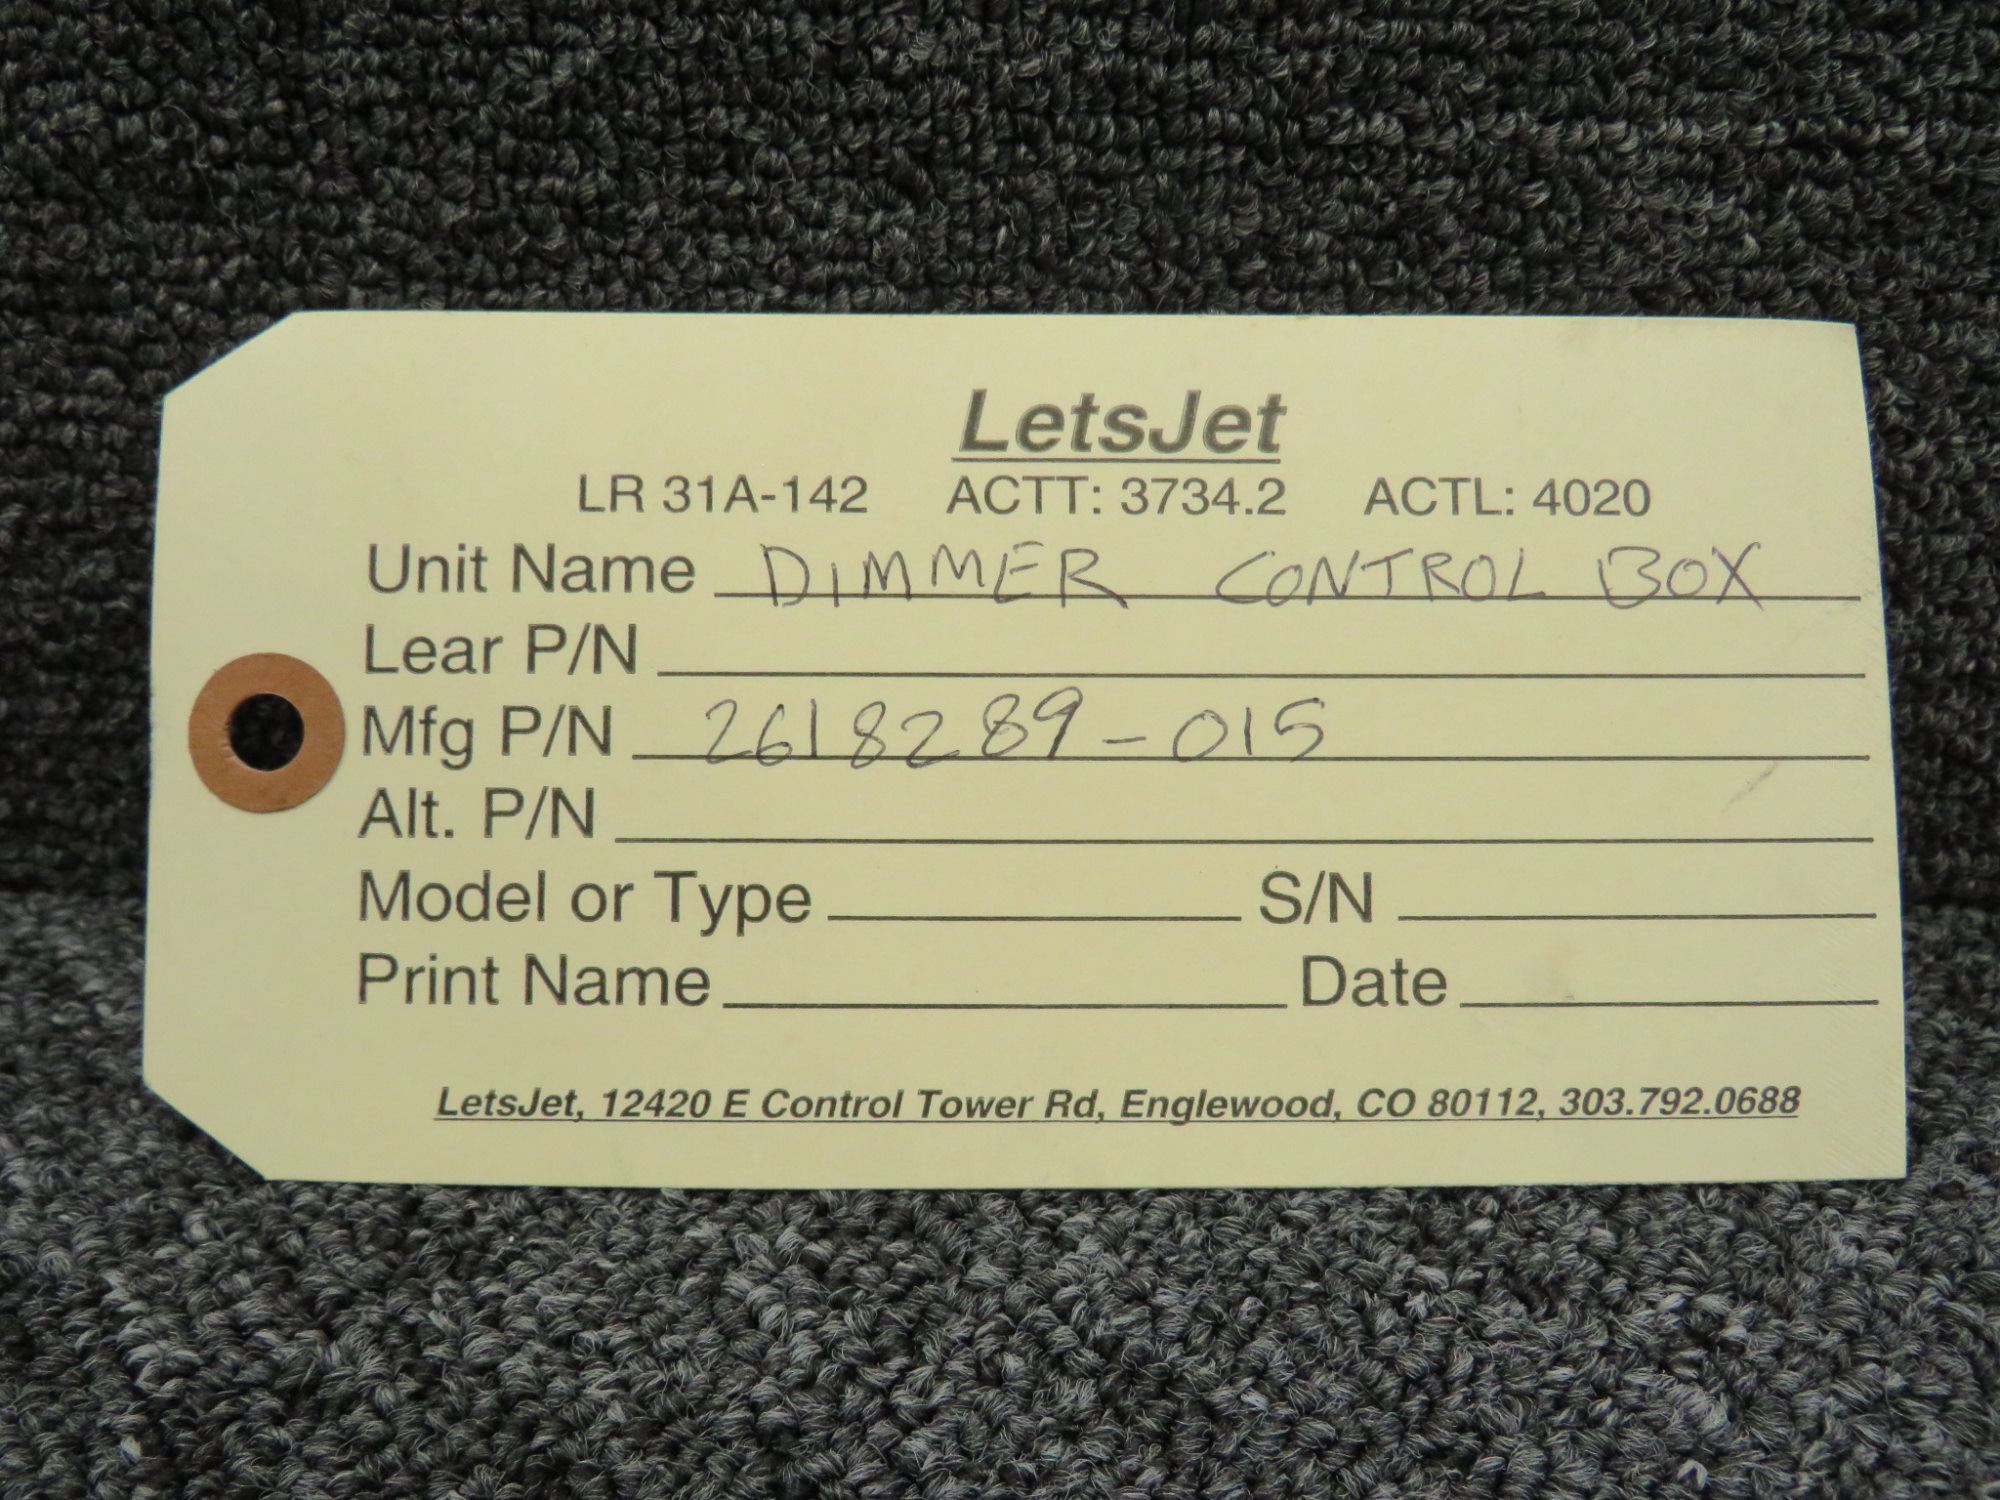 LetsJet
LR 31A-142 ACTT: 3734.2 ACTL: 4020
Unit Name DIMMER CONTROL BOX
Lear P/N
Mfg P/N 2618289-015
Alt. P/N
Model or Type S/N
Print Name Date
LetsJet, 12420 E Control Tower Rd, Englewood, CO 80112, 303.792.0688